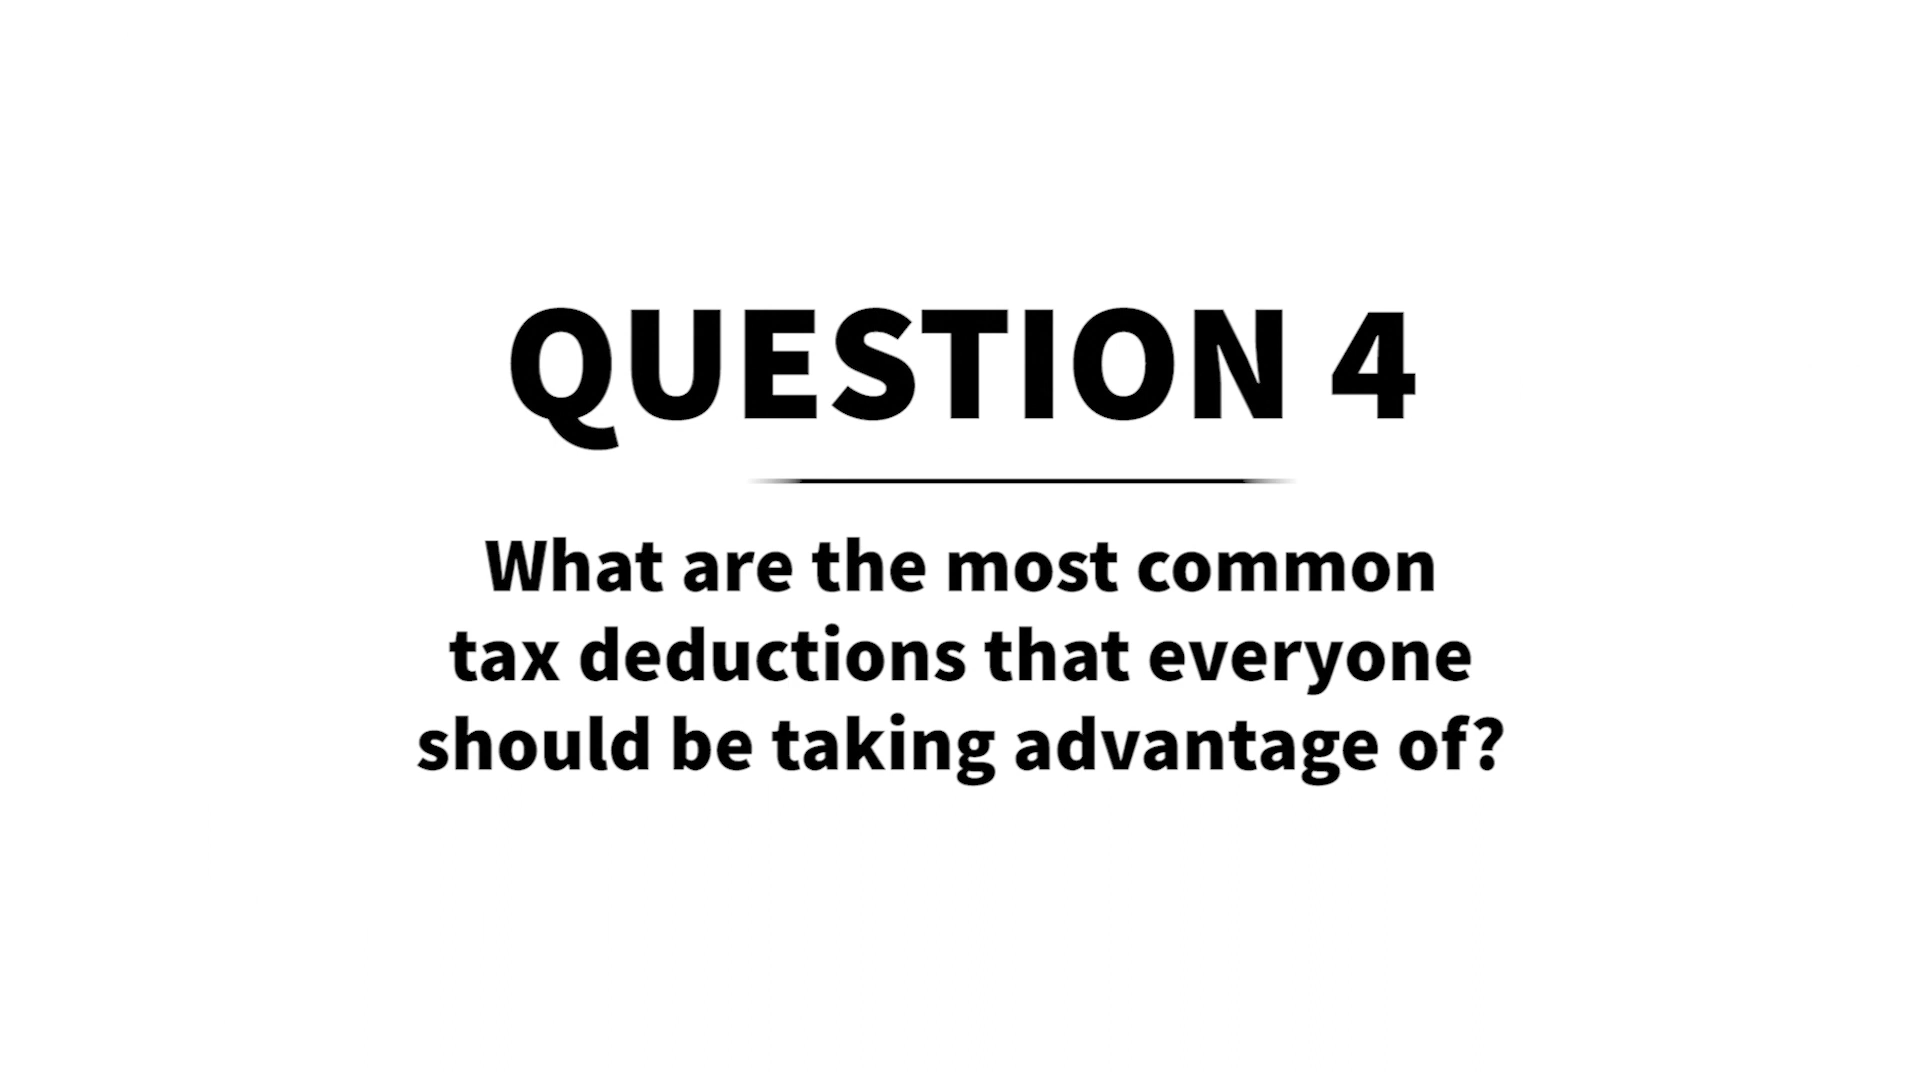 QUESTION 4
What are the most common
tax deductions that everyone
should be taking advantage of?